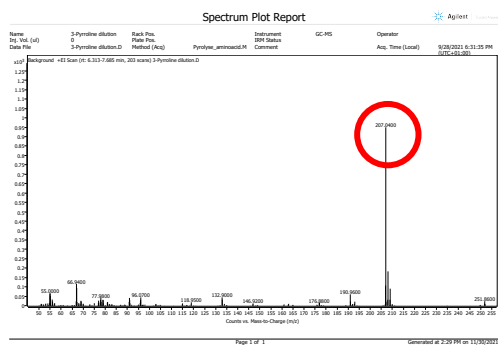 Spectrum Plot Report
Agilent
Name 3-Pyrroline dilution Rack Pos. Instrument GC-MS Operator
Inj. Vol. (ul) 0 Plate Pos. IRM Status
Data File 3-Pyrroline dilution.D Method (Acq) Pyrolyse_aminoacid.M Comment Acq. Time (Local) 9/28/2021 6:31:35 PM
(UTC+01:00)
x10² Background +EI Scan (rt: 6.313-7.685 min, 203 scans) 3-Pyrroline dilution.D
1.25
1.2
1.15
1.1
1.05
1
0.95
207.0400
0.9
0.85
0.8
0.75
0.7
0.65
0.6
0.55
0.5
0.45
0.4
0.35
0.3
0.25
0.2
0.15
0.1
0.05
0
55.0000 66.9400 77.9800 96.0700 118.9500 132.9000 146.9200 176.9800 190.9600 251.8600
50 55 60 65 70 75 80 85 90 95 100 105 110 115 120 125 130 135 140 145 150 155 160 165 170 175 180 185 190 195 200 205 210 215 220 225 230 235 240 245 250 255
Counts vs. Mass-to-Charge (m/z)
Page 1 of 1 Generated at 2:29 PM on 11/30/2021